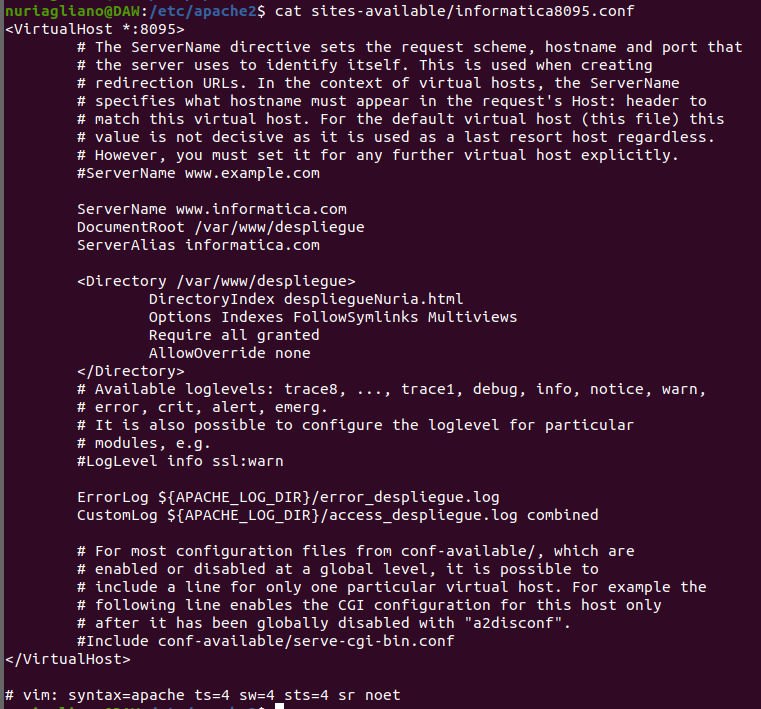 nuriagliano@DAW:/etc/apache2$ cat sites-available/informatica8095.conf
<VirtualHost *:8095>
        # The ServerName directive sets the request scheme, hostname and port that
        # the server uses to identify itself. This is used when creating
        # redirection URLs. In the context of virtual hosts, the ServerName
        # specifies what hostname must appear in the request's Host: header to
        # match this virtual host. For the default virtual host (this file) this
        # value is not decisive as it is used as a last resort host regardless.
        # However, you must set it for any further virtual host explicitly.
        #ServerName www.example.com

        ServerName www.informatica.com
        DocumentRoot /var/www/despliegue
        ServerAlias informatica.com

        <Directory /var/www/despliegue>
                DirectoryIndex despliegueNuria.html
                Options Indexes FollowSymlinks Multiviews
                Require all granted
                AllowOverride none
        </Directory>
        # Available loglevels: trace8, ..., trace1, debug, info, notice, warn,
        # error, crit, alert, emerg.
        # It is also possible to configure the loglevel for particular
        # modules, e.g.
        #LogLevel info ssl:warn

        ErrorLog ${APACHE_LOG_DIR}/error_despliegue.log
        CustomLog ${APACHE_LOG_DIR}/access_despliegue.log combined

        # For most configuration files from conf-available/, which are
        # enabled or disabled at a global level, it is possible to
        # include a line for only one particular virtual host. For example the
        # following line enables the CGI configuration for this host only
        # after it has been globally disabled with "a2disconf".
        #Include conf-available/serve-cgi-bin.conf
</VirtualHost>

# vim: syntax=apache ts=4 sw=4 sts=4 sr noet